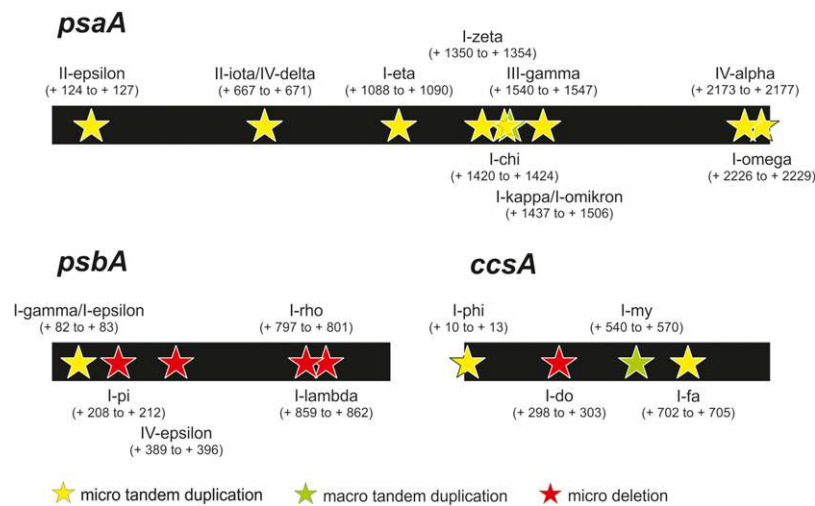 psaA
I-zeta
(+ 1350 to + 1354)
II-epsilon II-iota/IV-delta I-eta III-gamma IV-alpha
(+ 124 to + 127) (+ 667 to + 671) (+ 1088 to + 1090) (+ 1540 to + 1547) (+ 2173 to + 2177)
I-chi I-omega
(+ 1420 to + 1424) (+ 2226 to + 2229)
I-kappa/I-omikron
(+ 1437 to + 1506)
psbA ccsA
I-gamma/I-epsilon I-rho I-phi I-my
(+ 82 to + 83) (+ 797 to + 801) (+ 10 to + 13) (+ 540 to + 570)
I-pi I-lambda I-do I-fa
(+ 208 to + 212) (+ 859 to + 862) (+ 298 to + 303) (+ 702 to + 705)
IV-epsilon
(+ 389 to + 396)
micro tandem duplication macro tandem duplication micro deletion